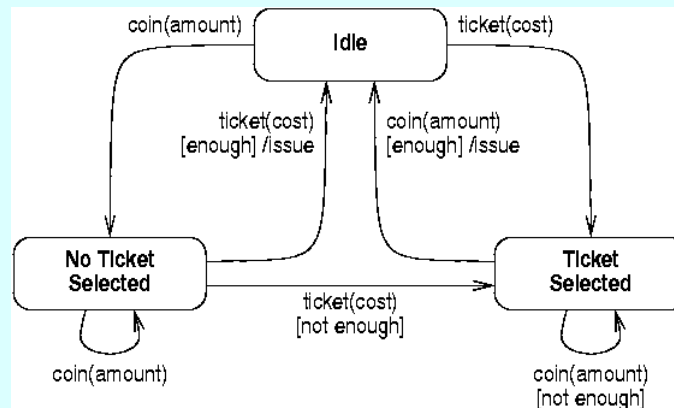 coin(amount)
Idle
ticket(cost)
ticket(cost)
[enough] /issue
coin(amount)
[enough] /issue
No Ticket
Selected
Ticket
Selected
ticket(cost)
[not enough]
coin(amount)
coin(amount)
[not enough]